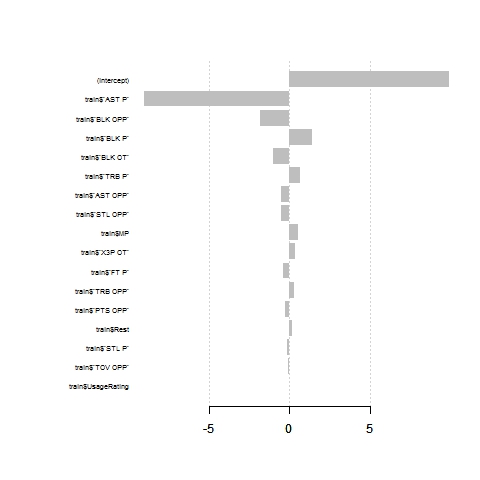 (Intercept)
train$`AST P`
train$`BLK OPP`
train$`BLK P`
train$`BLK OT`
train$`TRB P`
train$`AST OPP`
train$`STL OPP`
train$MP
train$`X3P OT`
train$`FT P`
train$`TRB OPP`
train$`PTS OPP`
train$Rest
train$`STL P`
train$`TOV OPP`
train$UsageRating
-5 0 5